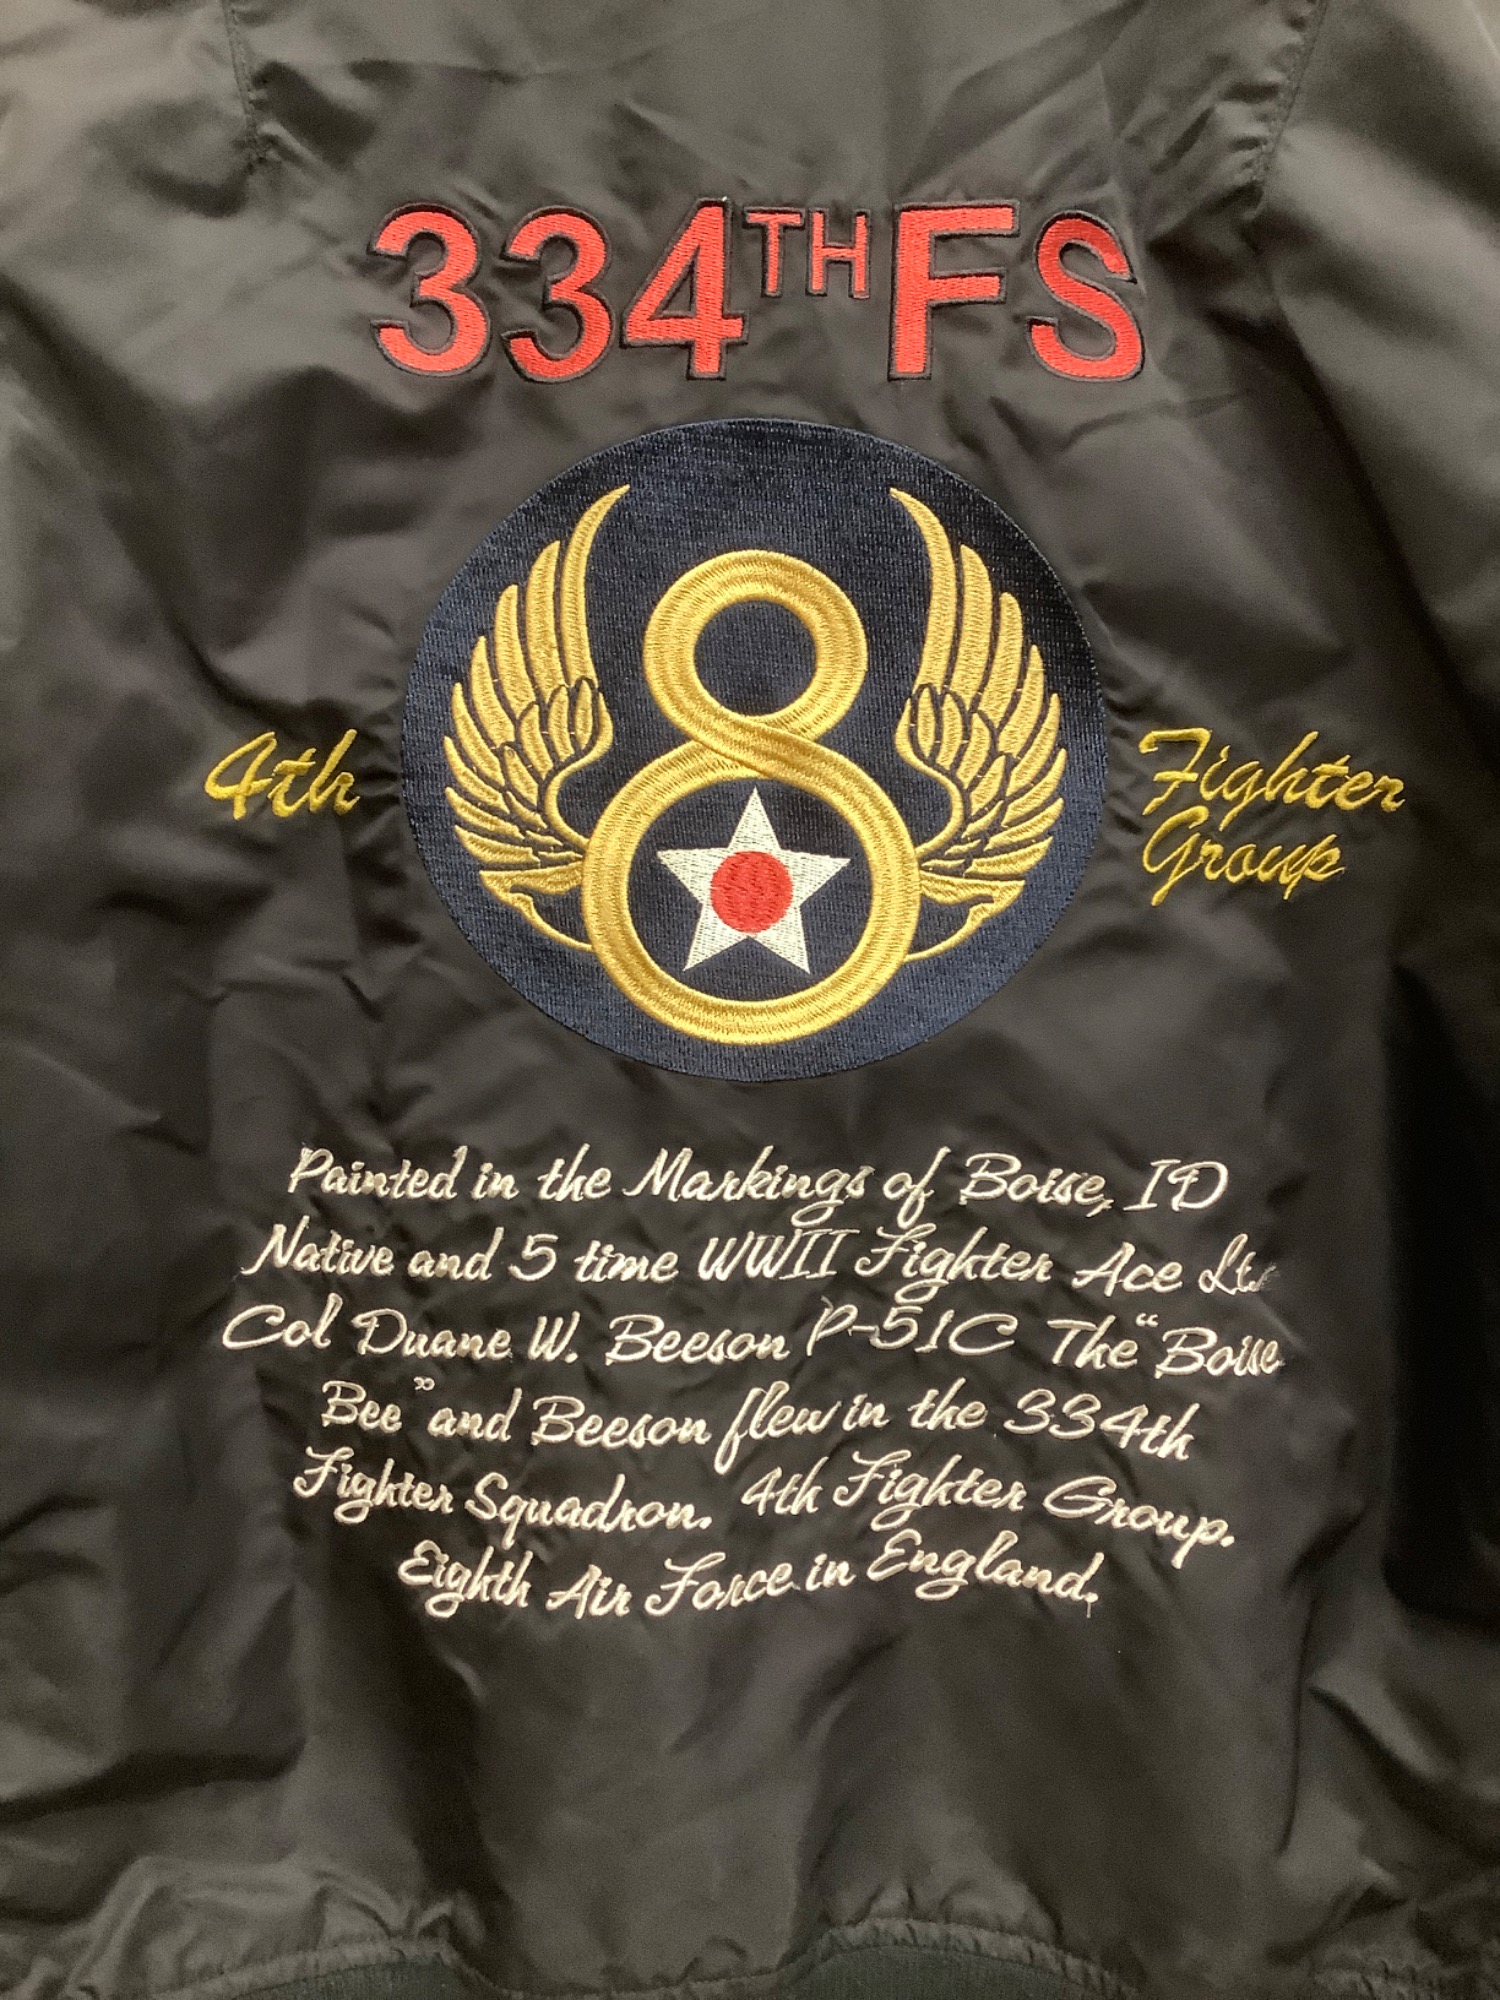 334TH FS
4th
Fighter
Group
Painted in the Markings of Boise, ID
Native and 5 time WWII Fighter Ace Lt.
Col Duane W. Beeson P-51C The "Boise
Bee" and Beeson flew in the 334th
Fighter Squadron. 4th Fighter Group.
Eighth Air Force in England.